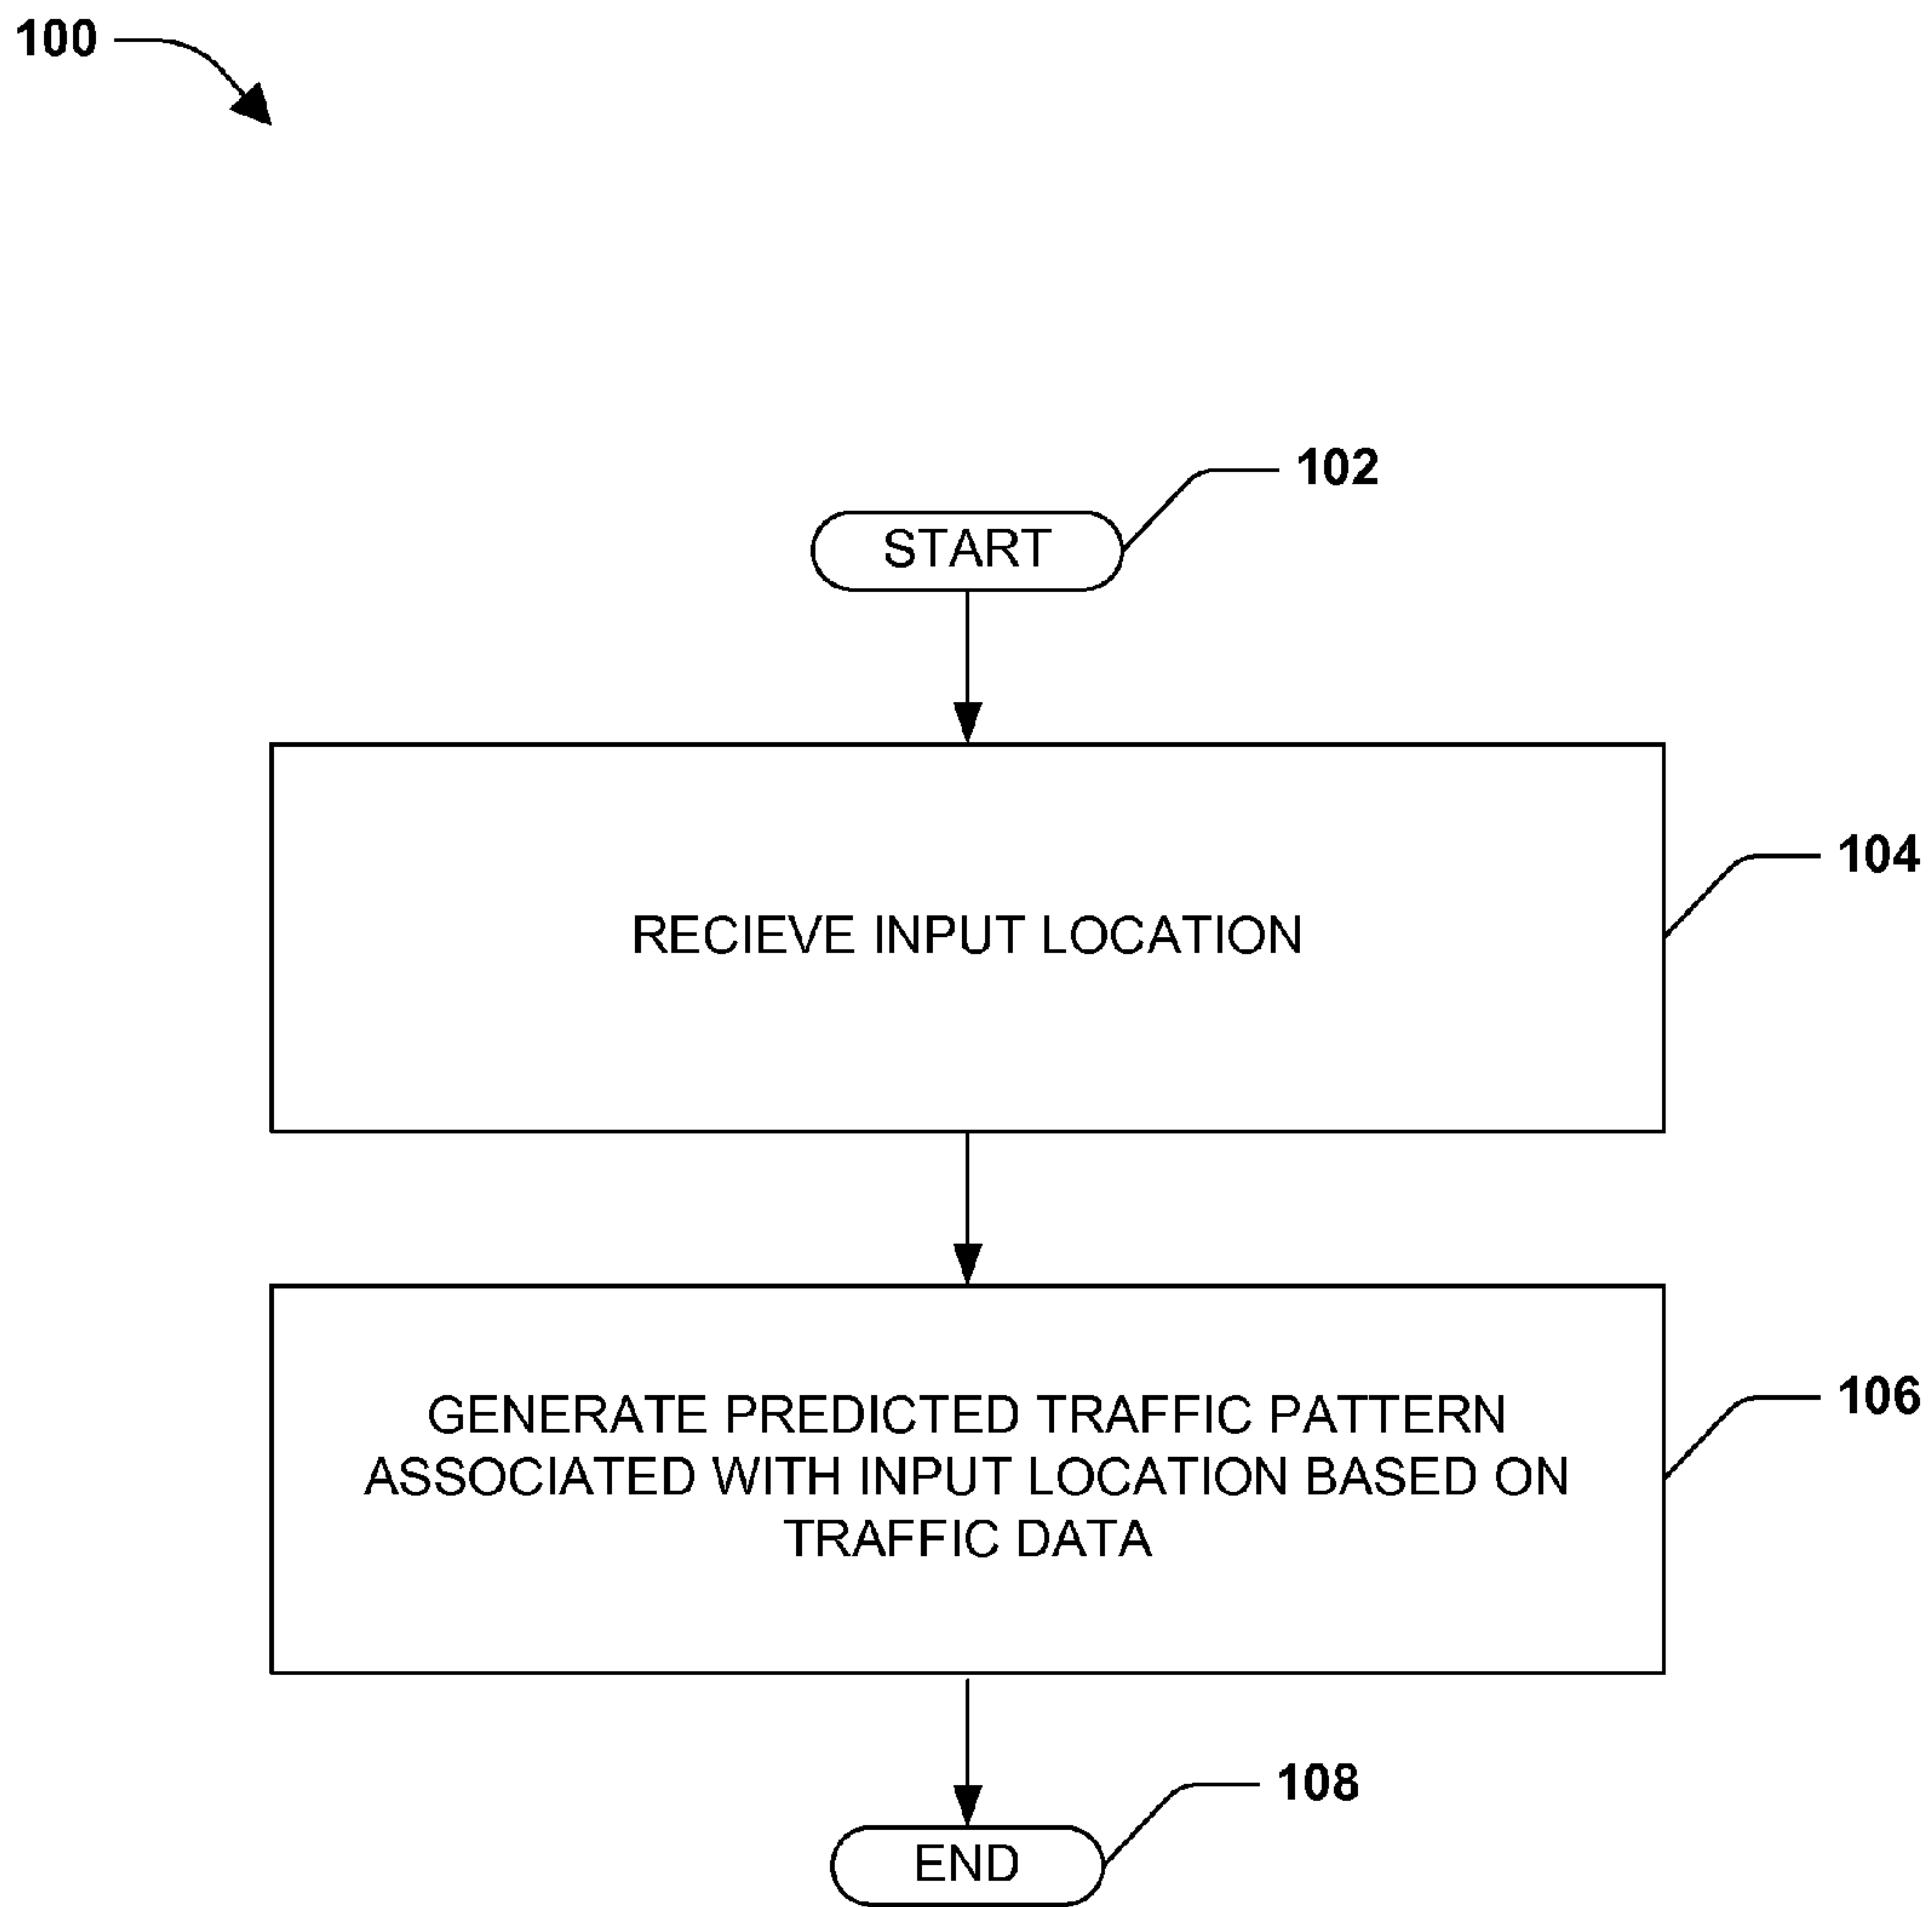 100
102
START
104
RECIEVE INPUT LOCATION
106
GENERATE PREDICTED TRAFFIC PATTERN
ASSOCIATED WITH INPUT LOCATION BASED ON
TRAFFIC DATA
108
END